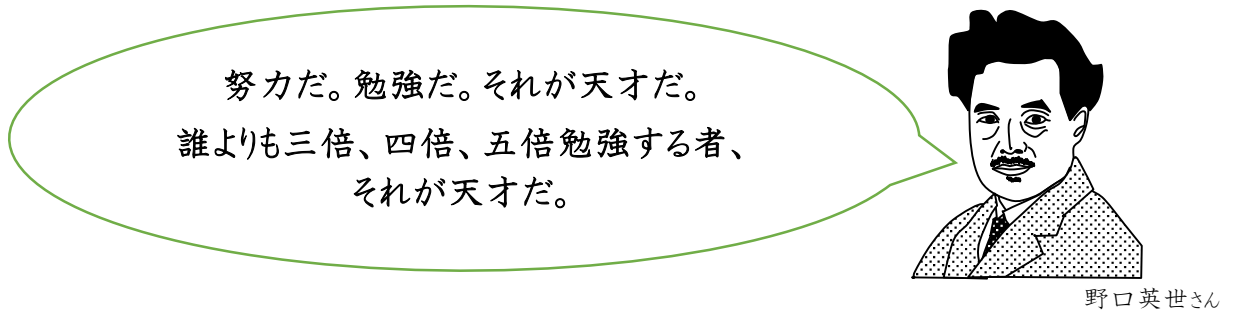 努力だ。勉強だ。それが天才だ。
誰よりも三倍、四倍、五倍勉強する者、
それが天才だ。
野口英世さん